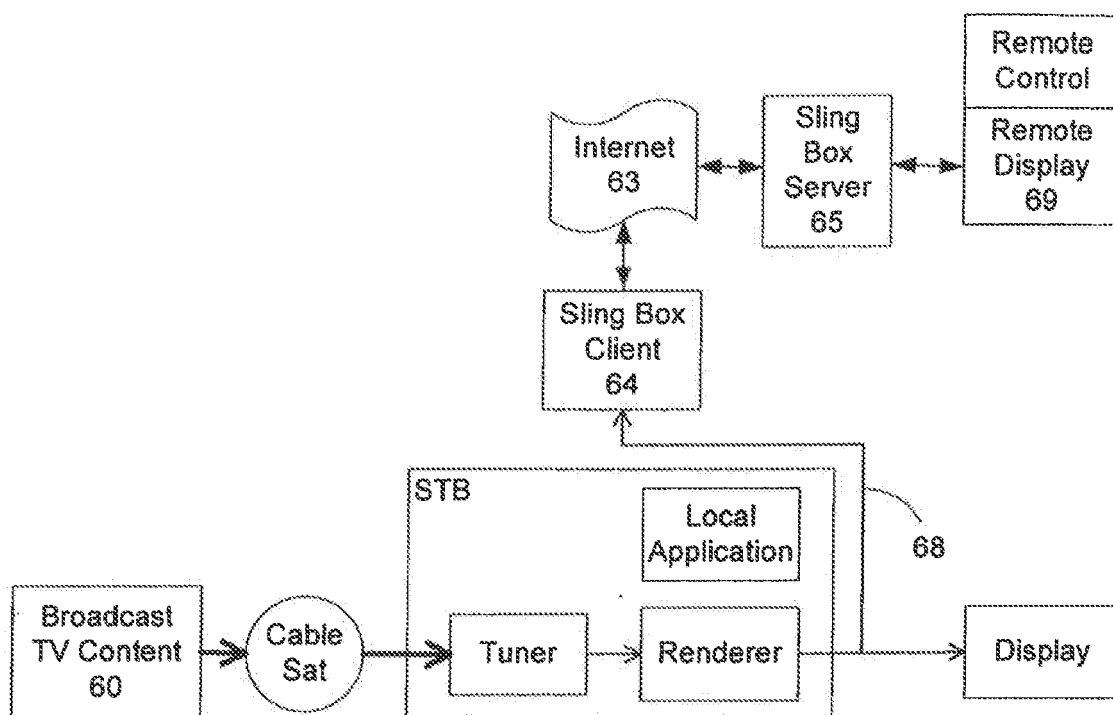 Remote
Control
Remote
Display
69
Sling
Box
Server
65
Internet
63
Sling Box
Client
64
STB
Local
Application
68
Broadcast
TV Content
60
Cable
Sat
Tuner
Renderer
Display